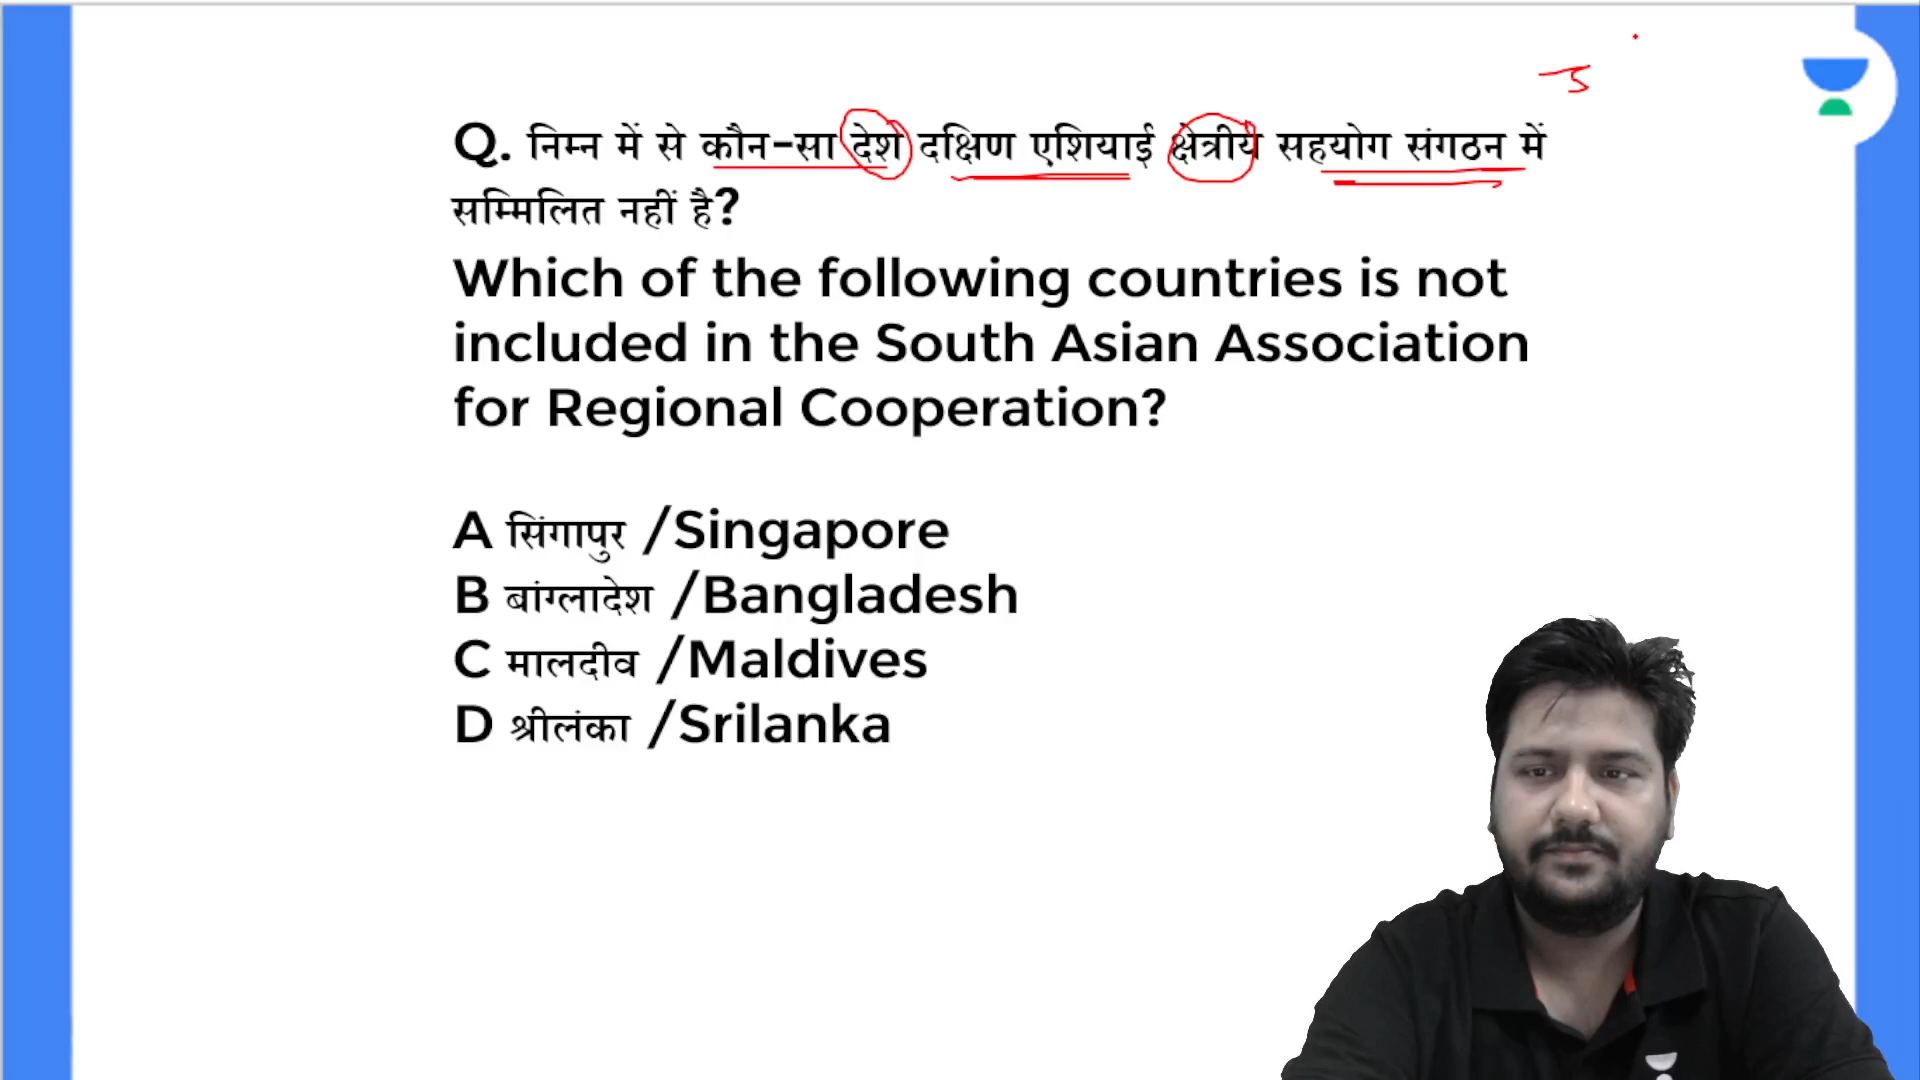 Q. निम्न में से कौन-सा देश दक्षिण एशियाई क्षेत्रीय सहयोग संगठन में
सम्मिलित नहीं है?
Which of the following countries is not
included in the South Asian Association
for Regional Cooperation?
A सिंगापुर /Singapore
B बांग्लादेश /Bangladesh
C मालदीव /Maldives
D श्रीलंका /Srilanka